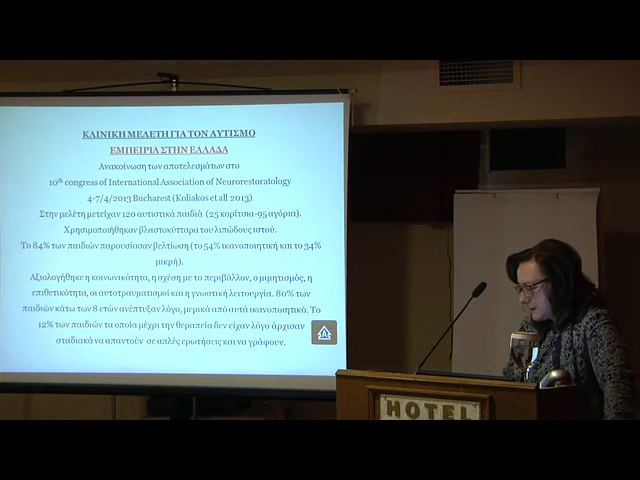 ΚΛΙΝΙΚΗ ΜΕΛΕΤΗ ΓΙΑ ΤΟΝ ΑΥΤΙΣΜΟ
ΕΜΠΕΙΡΙΑ ΣΤΗΝ ΕΛΛΑΔΑ
Ανακοίνωση των αποτελεσμάτων στο
10th congress of International Association of Neurorestoratology
4-7/4/2013 Bucharest (Koliakos et all 2013)
Στην μελέτη μετείχαν 120 αυτιστικά παιδιά (25 κορίτσια-95 αγόρια).
Χρησιμοποιήθηκαν βλαστοκύτταρα του λιπώδους ιστού.
Το 84% των παιδιών παρουσίασαν βελτίωση (το 54% ικανοποιητική και το 34%
μικρή).
Αξιολογήθηκε η κοινωνικότητα, η σχέση με το περιβάλλον, ο μιμητισμός, η
επιθετικότητα, οι αυτοτραυματισμοί και η γνωστική λειτουργία. 80% των
παιδιών κάτω των 8 ετών ανέπτυξαν λόγο, μερικά από αυτά ικανοποιητικό. Το
12% των παιδιών τα οποία μέχρι την θεραπεία δεν είχαν λόγο άρχισαν
σταδιακά να απαντούν σε απλές ερωτήσεις και να γράφουν.
HOTEL